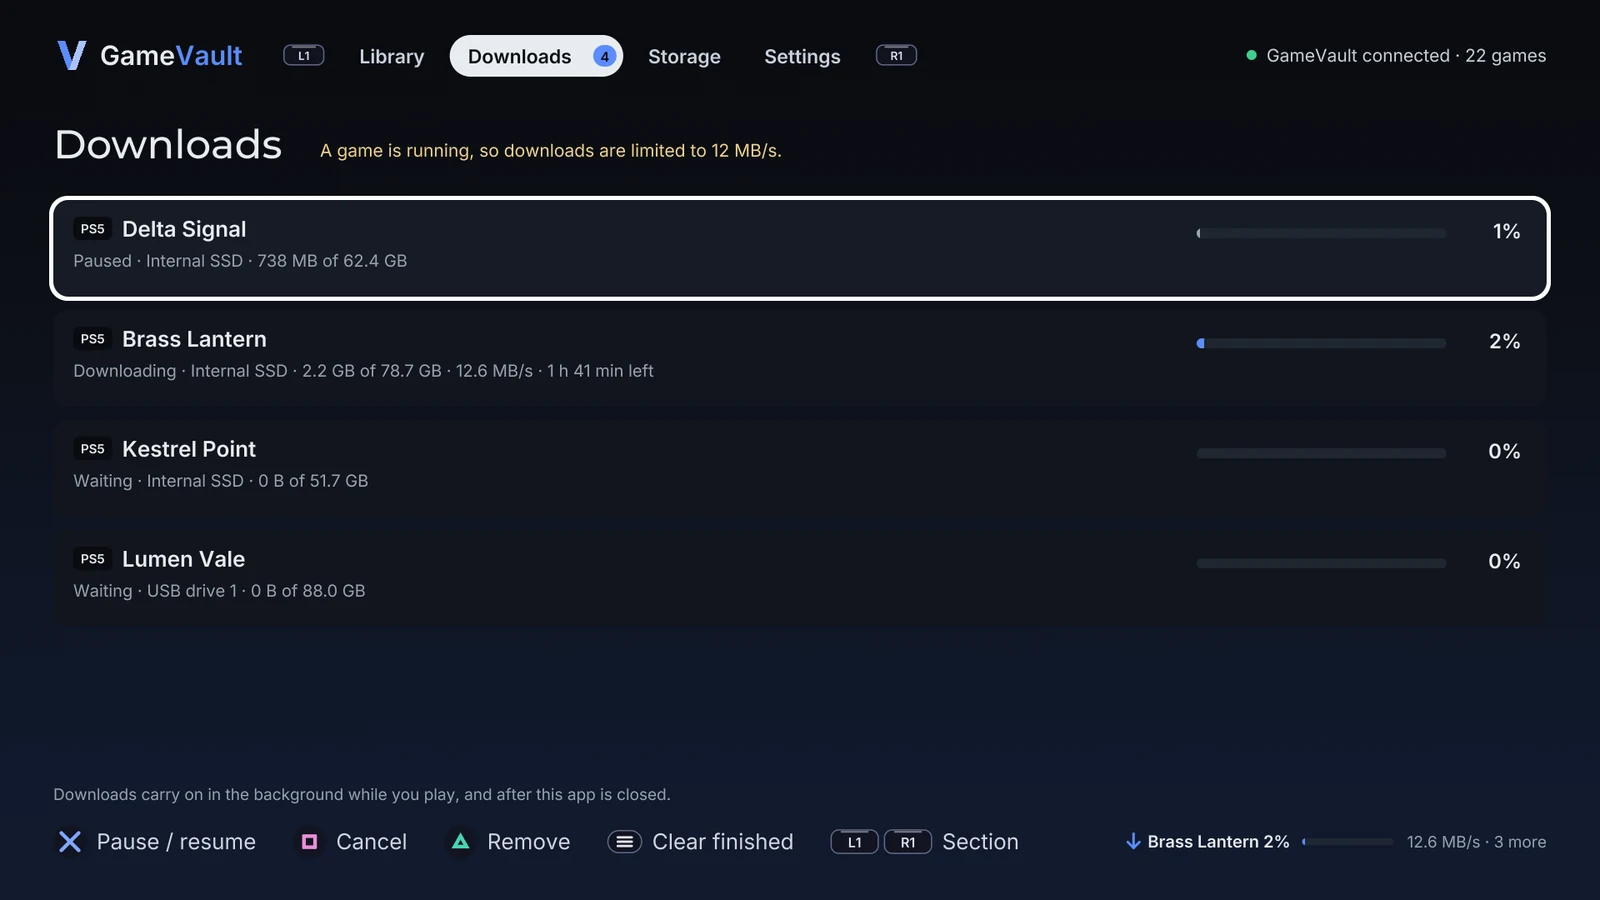 GameVault L1 Library Downloads 4 Storage Settings R1 GameVault connected · 22 games
Downloads A game is running, so downloads are limited to 12 MB/s.
PS5 Delta Signal 1%
Paused · Internal SSD · 738 MB of 62.4 GB
PS5 Brass Lantern 2%
Downloading · Internal SSD · 2.2 GB of 78.7 GB · 12.6 MB/s · 1 h 41 min left
PS5 Kestrel Point 0%
Waiting · Internal SSD · 0 B of 51.7 GB
PS5 Lumen Vale 0%
Waiting · USB drive 1 · 0 B of 88.0 GB
Downloads carry on in the background while you play, and after this app is closed.
Pause / resume Cancel Remove Clear finished L1 R1 Section Brass Lantern 2% 12.6 MB/s · 3 more